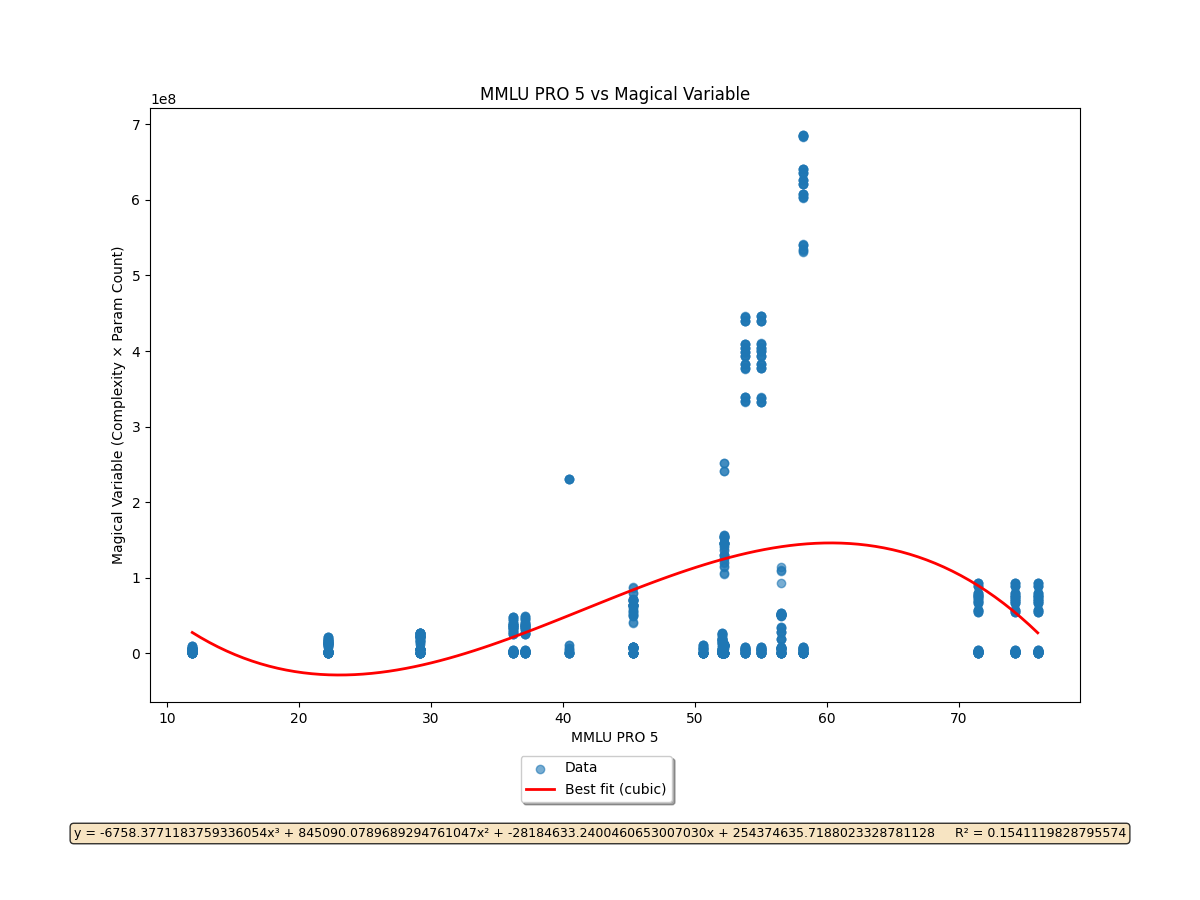 MMLU PRO 5 vs Magical Variable
1e8
7
6
5
4
3
2
1
0
Magical Variable (Complexity × Param Count)
10 20 30 40 50 60 70
MMLU PRO 5
Data
Best fit (cubic)
y = -6758.3771183759336054x³ + 845090.0789689294761047x² + -28184633.2400460653007030x + 254374635.7188023328781128 R² = 0.1541119828795574